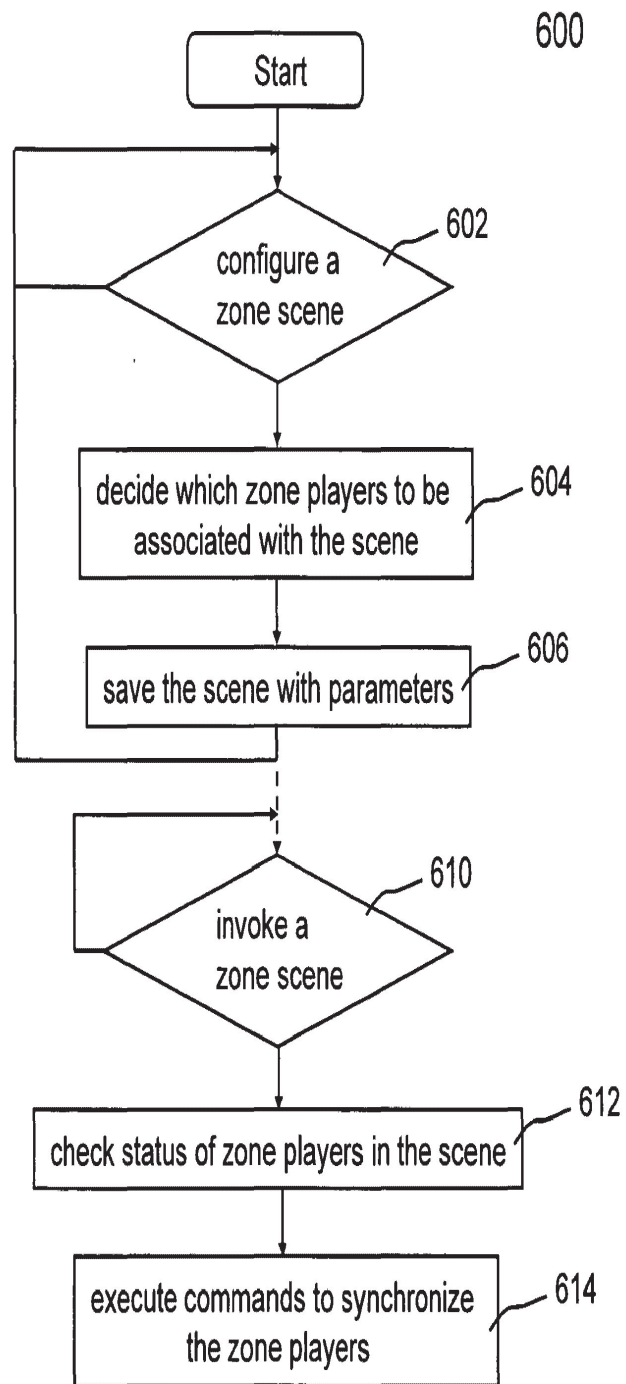 600
Start
602
configure a
zone scene
604
decide which zone players to be
associated with the scene
606
save the scene with parameters
610
invoke a
zone scene
612
check status of zone players in the scene
614
execute commands to synchronize
the zone players